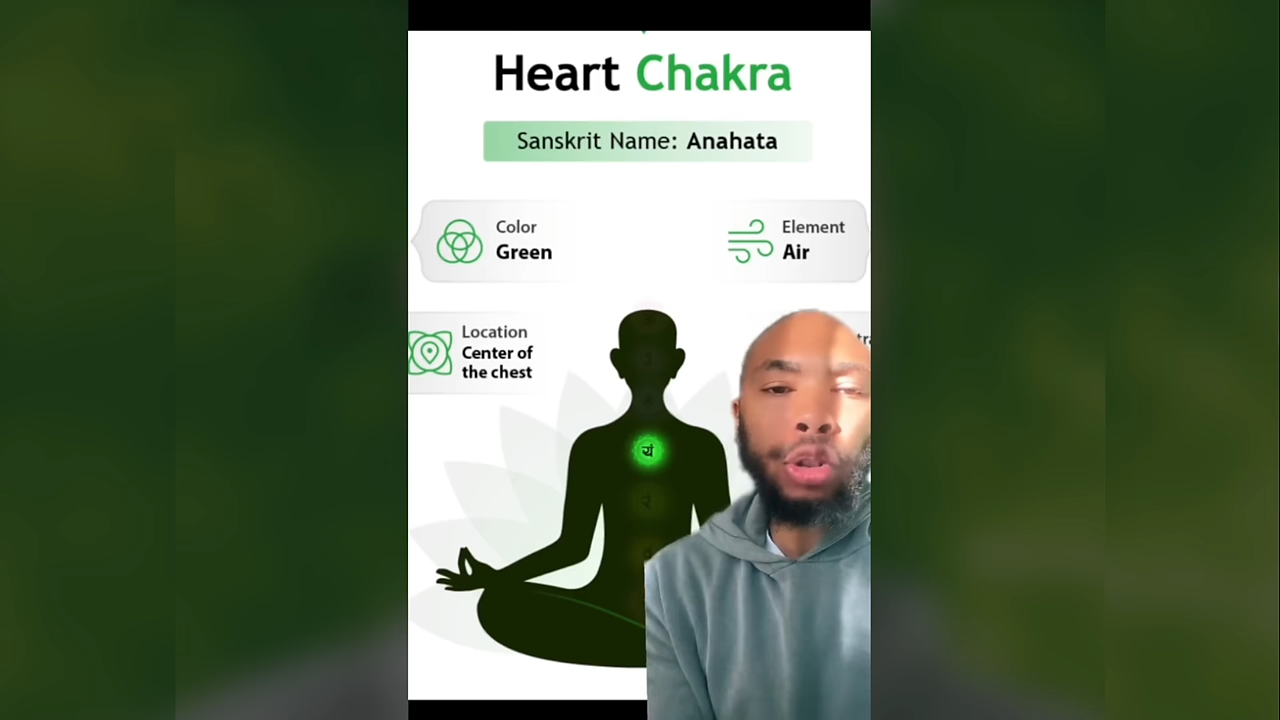 Heart Chakra
Sanskrit Name: Anahata
Color
Green
Element
Air
Location
Center of
the chest
यं